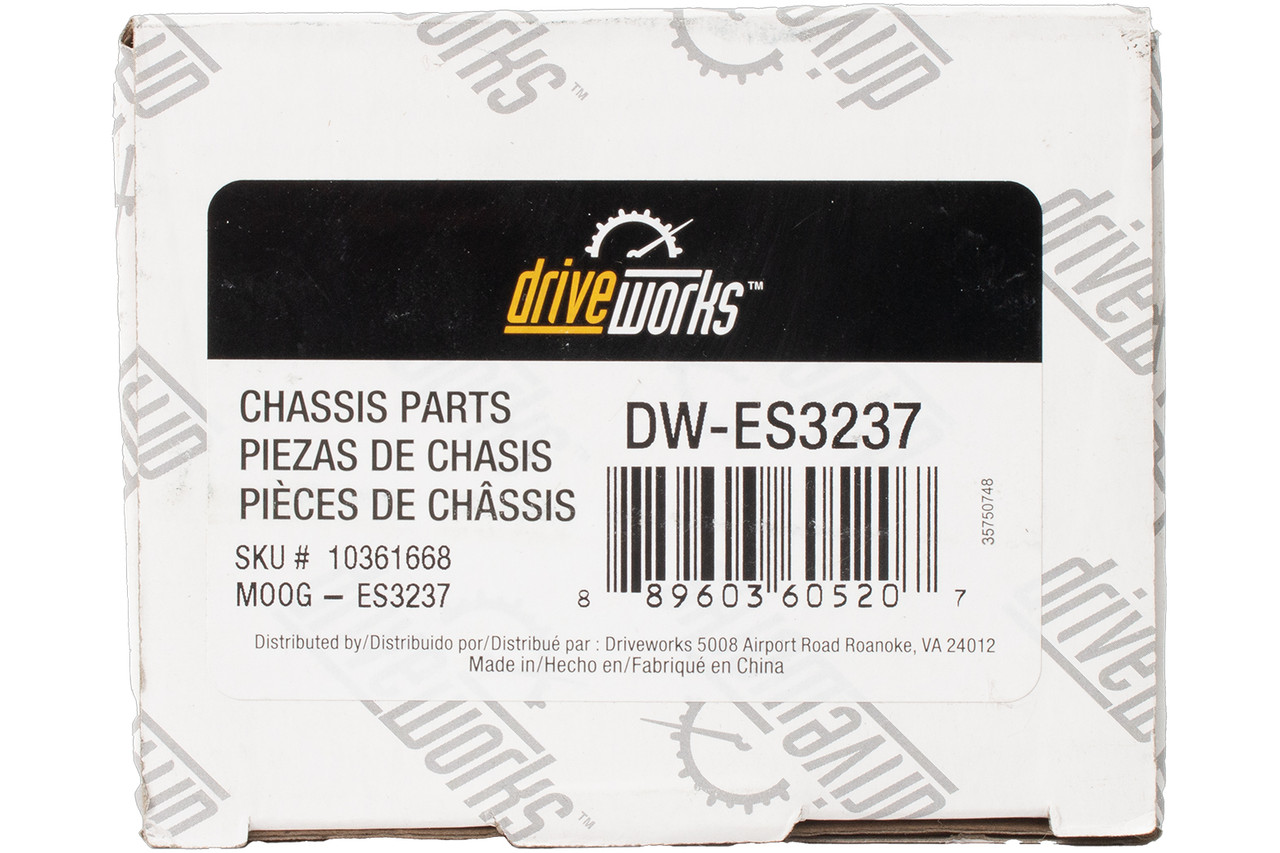 driveworks™
CHASSIS PARTS
PIEZAS DE CHASIS
PIÈCES DE CHÂSSIS
SKU # 10361668
MOOG – ES3237
DW-ES3237
8 89603 60520 7
35750748
Distributed by/Distribuido por/Distribué par : Driveworks 5008 Airport Road Roanoke, VA 24012
Made in/Hecho en/Fabriqué en China